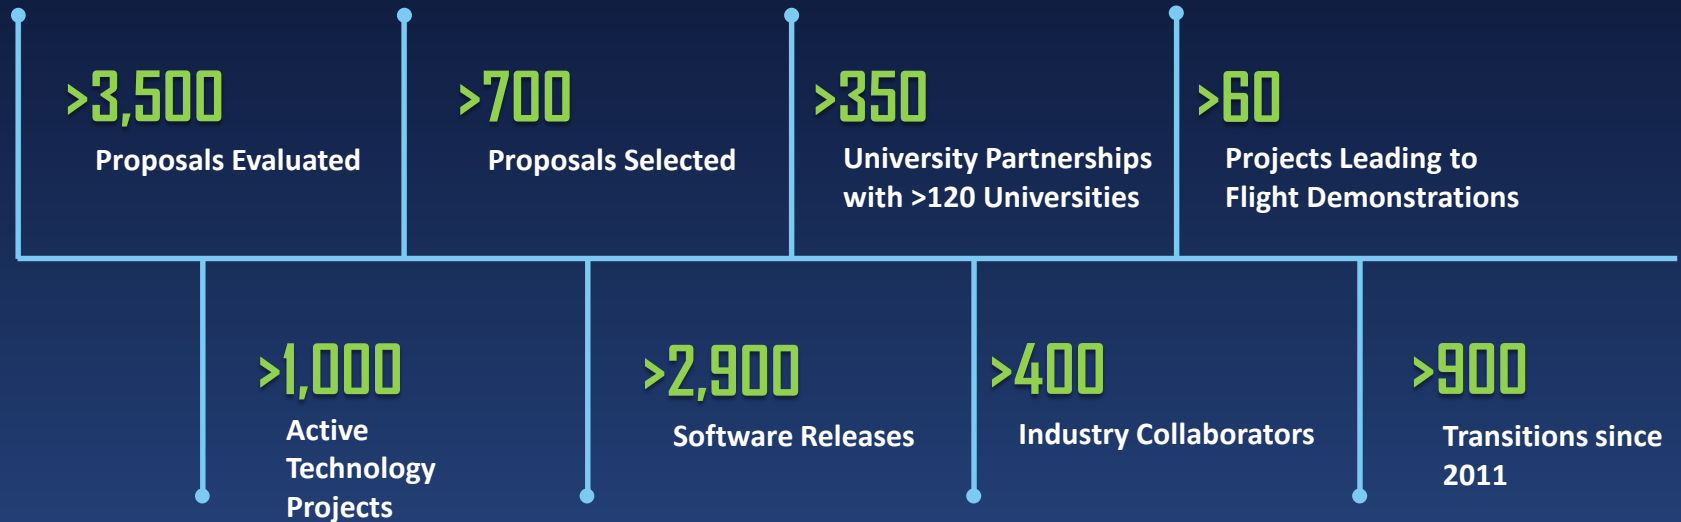 >3,500
Proposals Evaluated
>700
Proposals Selected
>350
University Partnerships
with >120 Universities
>60
Projects Leading to
Flight Demonstrations
>1,000
Active
Technology
Projects
>2,900
Software Releases
>400
Industry Collaborators
>900
Transitions since
2011